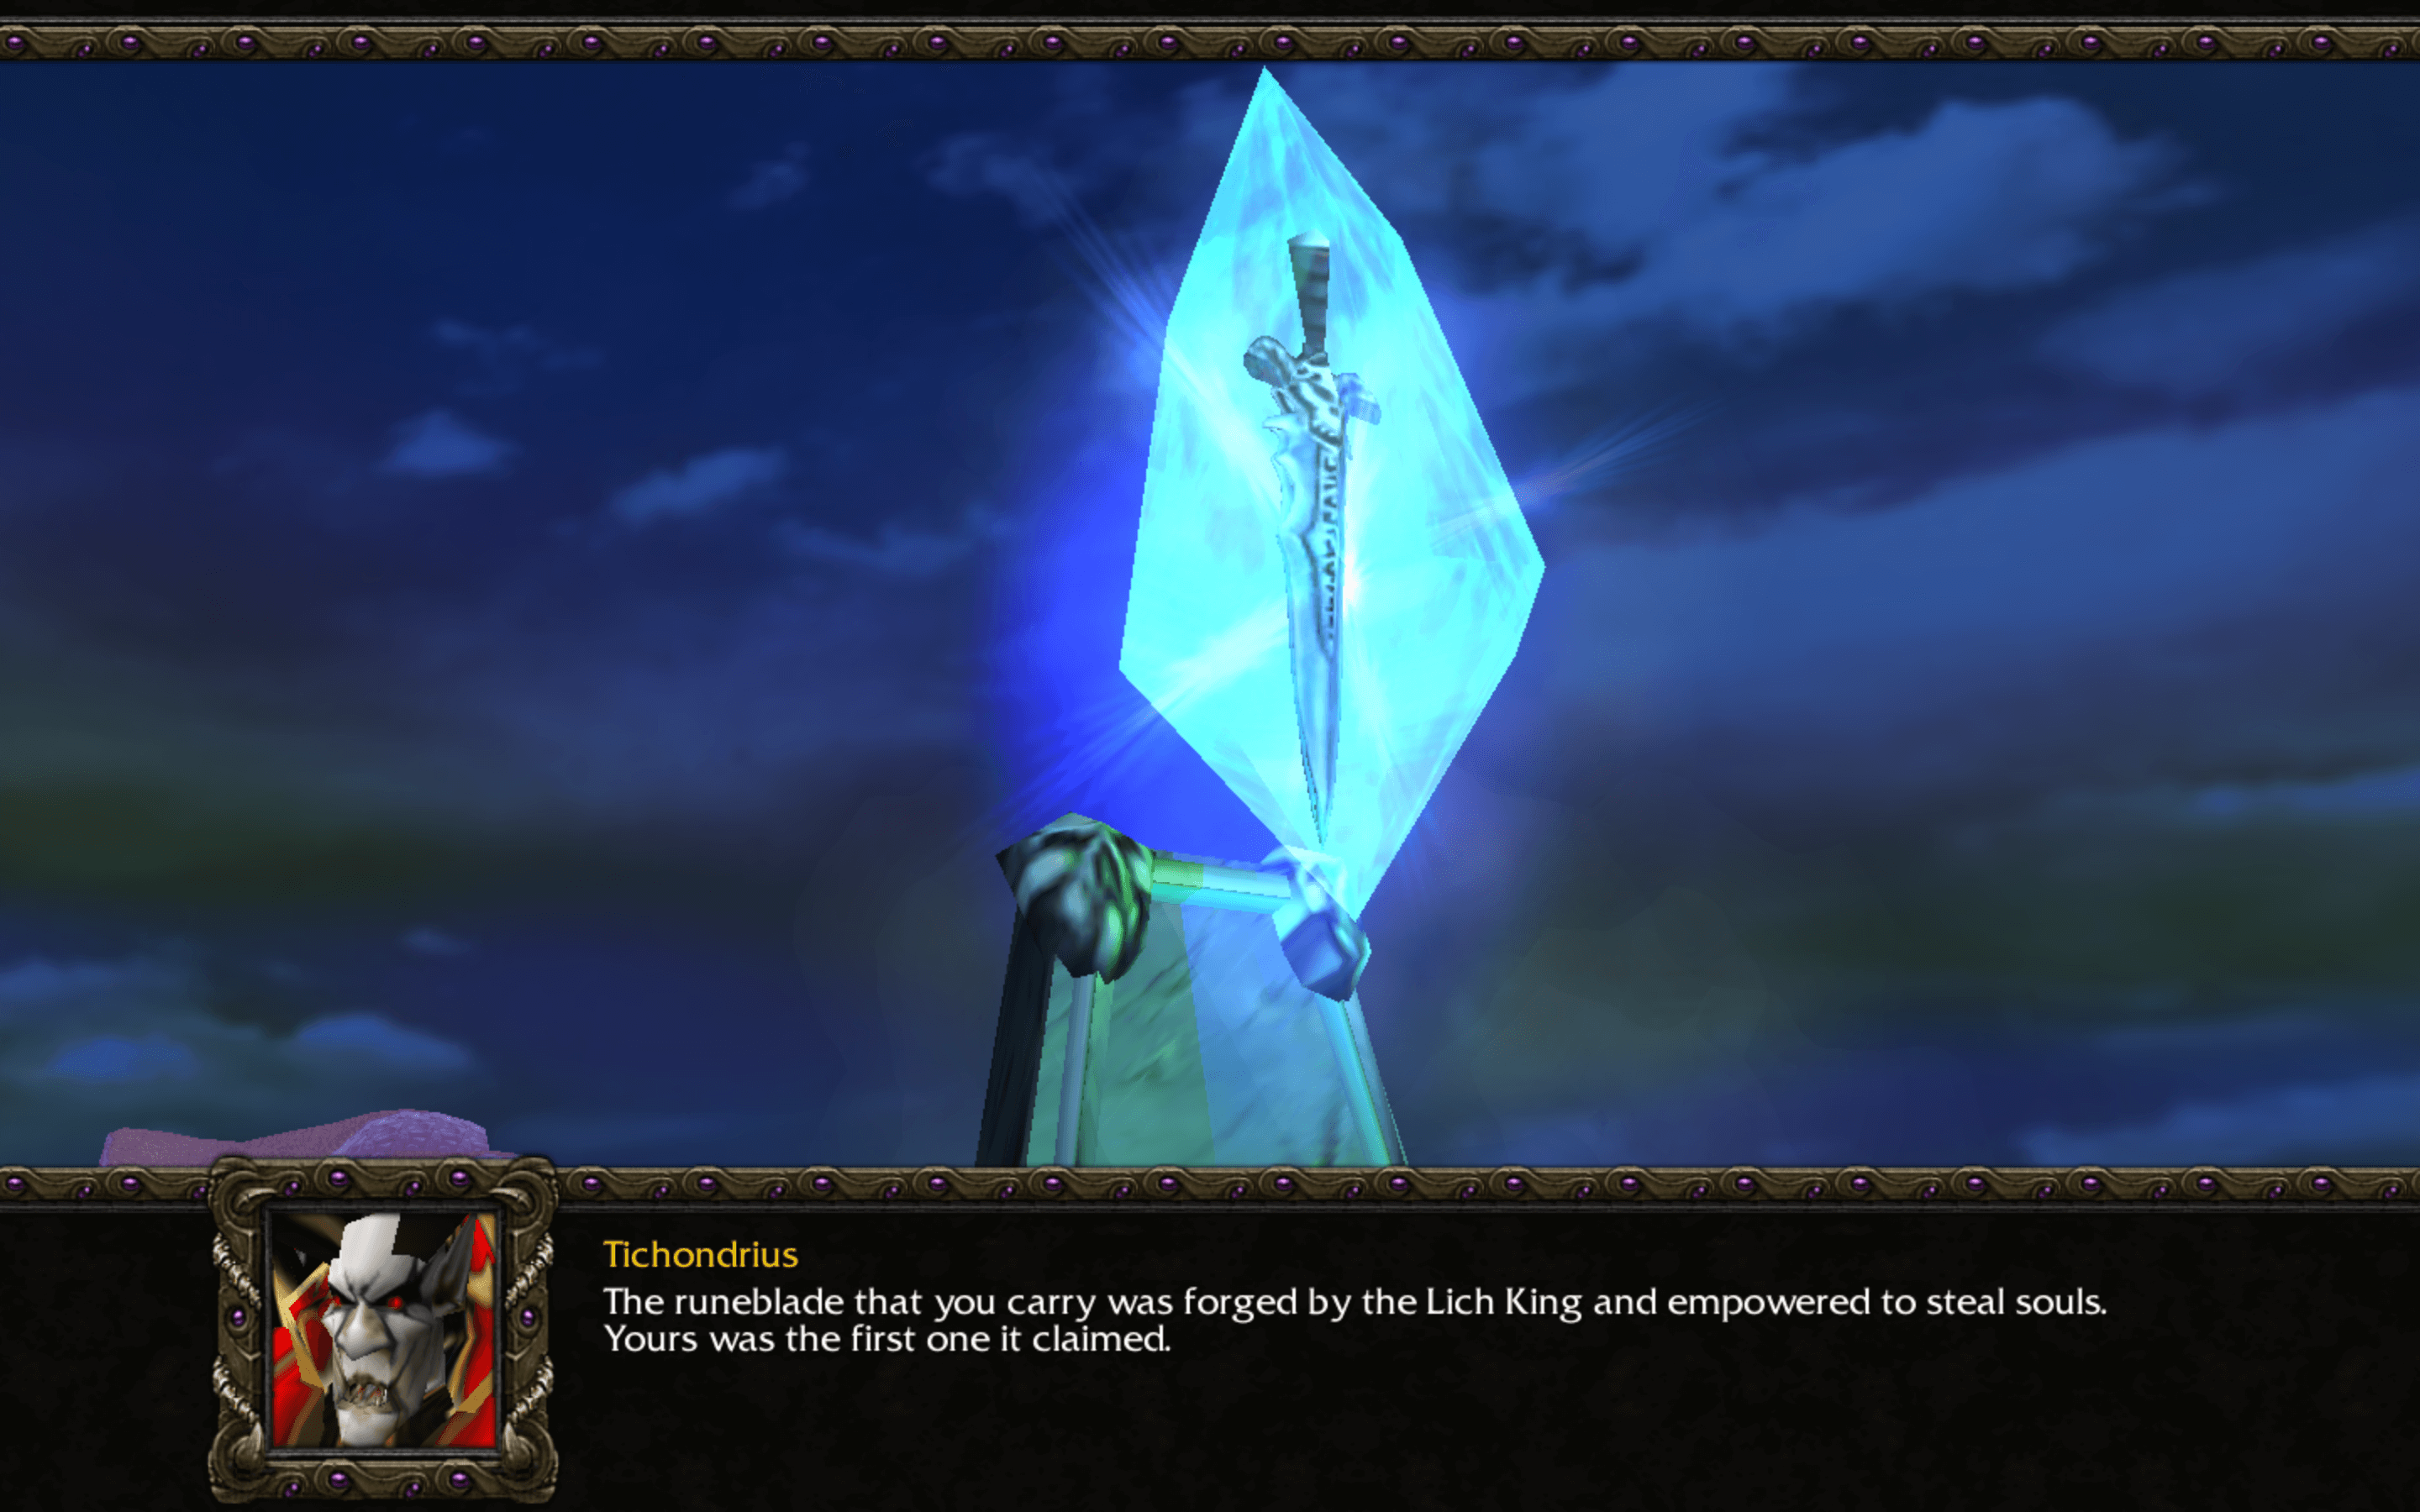 Tichondrius
The runeblade that you carry was forged by the Lich King and empowered to steal souls.
Yours was the first one it claimed.